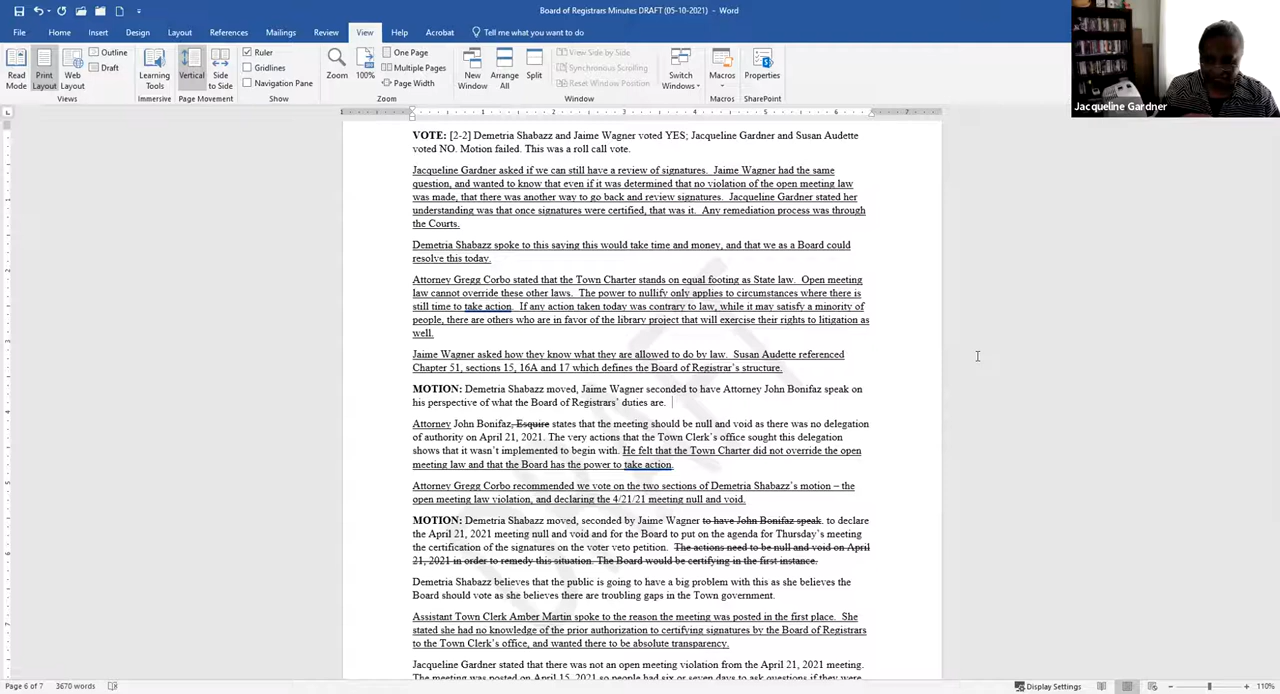 Board of Registrars Minutes DRAFT (05-10-2021) - Word
File Home Insert Design Layout References Mailings Review View Help Acrobat Tell me what you want to do
Read Mode Print Layout Web Layout Outline Draft Learning Tools Vertical Side to Side Ruler Gridlines Navigation Pane Zoom 100% One Page Multiple Pages Page Width New Window Arrange All Split View Side by Side Synchronous Scrolling Reset Window Position Switch Windows Macros Properties
Views Immersive Page Movement Show Zoom Window Macros SharePoint
Jacqueline Gardner
VOTE: [2-2] Demetria Shabazz and Jaime Wagner voted YES; Jacqueline Gardner and Susan Audette
voted NO. Motion failed. This was a roll call vote.
Jacqueline Gardner asked if we can still have a review of signatures. Jaime Wagner had the same
question, and wanted to know that even if it was determined that no violation of the open meeting law
was made, that there was another way to go back and review signatures. Jacqueline Gardner stated her
understanding was that once signatures were certified, that was it. Any remediation process was through
the Courts.
Demetria Shabazz spoke to this saying this would take time and money, and that we as a Board could
resolve this today.
Attorney Gregg Corbo stated that the Town Charter stands on equal footing as State law. Open meeting
law cannot override these other laws. The power to nullify only applies to circumstances where there is
still time to take action. If any action taken today was contrary to law, while it may satisfy a minority of
people, there are others who are in favor of the library project that will exercise their rights to litigation as
well.
Jaime Wagner asked how they know what they are allowed to do by law. Susan Audette referenced
Chapter 51, sections 15, 16A and 17 which defines the Board of Registrar's structure.
MOTION: Demetria Shabazz moved, Jaime Wagner seconded to have Attorney John Bonifaz speak on
his perspective of what the Board of Registrars' duties are.
Attorney John Bonifaz, Esquire states that the meeting should be null and void as there was no delegation
of authority on April 21, 2021. The very actions that the Town Clerk's office sought this delegation
shows that it wasn't implemented to begin with. He felt that the Town Charter did not override the open
meeting law and that the Board has the power to take action.
Attorney Gregg Corbo recommended we vote on the two sections of Demetria Shabazz's motion – the
open meeting law violation, and declaring the 4/21/21 meeting null and void.
MOTION: Demetria Shabazz moved, seconded by Jaime Wagner to have John Bonifaz speak. to declare
the April 21, 2021 meeting null and void and for the Board to put on the agenda for Thursday's meeting
the certification of the signatures on the voter veto petition. The actions need to be null and void on April
21, 2021 in order to remedy this situation. The Board would be certifying in the first instance.
Demetria Shabazz believes that the public is going to have a big problem with this as she believes the
Board should vote as she believes there are troubling gaps in the Town government.
Assistant Town Clerk Amber Martin spoke to the reason the meeting was posted in the first place. She
stated she had no knowledge of the prior authorization to certifying signatures by the Board of Registrars
to the Town Clerk's office, and wanted there to be absolute transparency.
Jacqueline Gardner stated that there was not an open meeting violation from the April 21, 2021 meeting.
The meeting was posted on April 15, 2021 so people had six or seven days to ask questions if they were
DRAFT
Page 6 of 7 3670 words Display Settings 110%